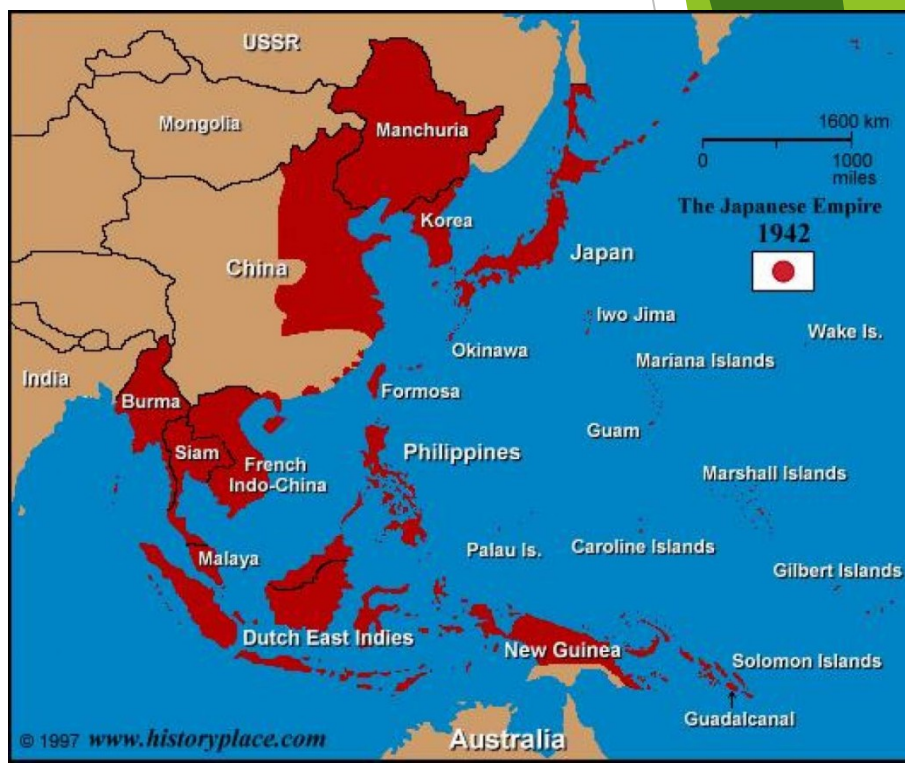 USSR
Mongolia
Manchuria
1600 km
0
1000
miles
The Japanese Empire
1942
Korea
Japan
China
Iwo Jima
Wake Is.
Okinawa
Mariana Islands
India
Burma
Formosa
Guam
Siam
French
Indo-China
Philippines
Marshall Islands
Malaya
Palau Is.
Caroline Islands
Gilbert Islands
Dutch East Indies
New Guinea
Solomon Islands
Guadalcanal
© 1997 www.historyplace.com
Australia